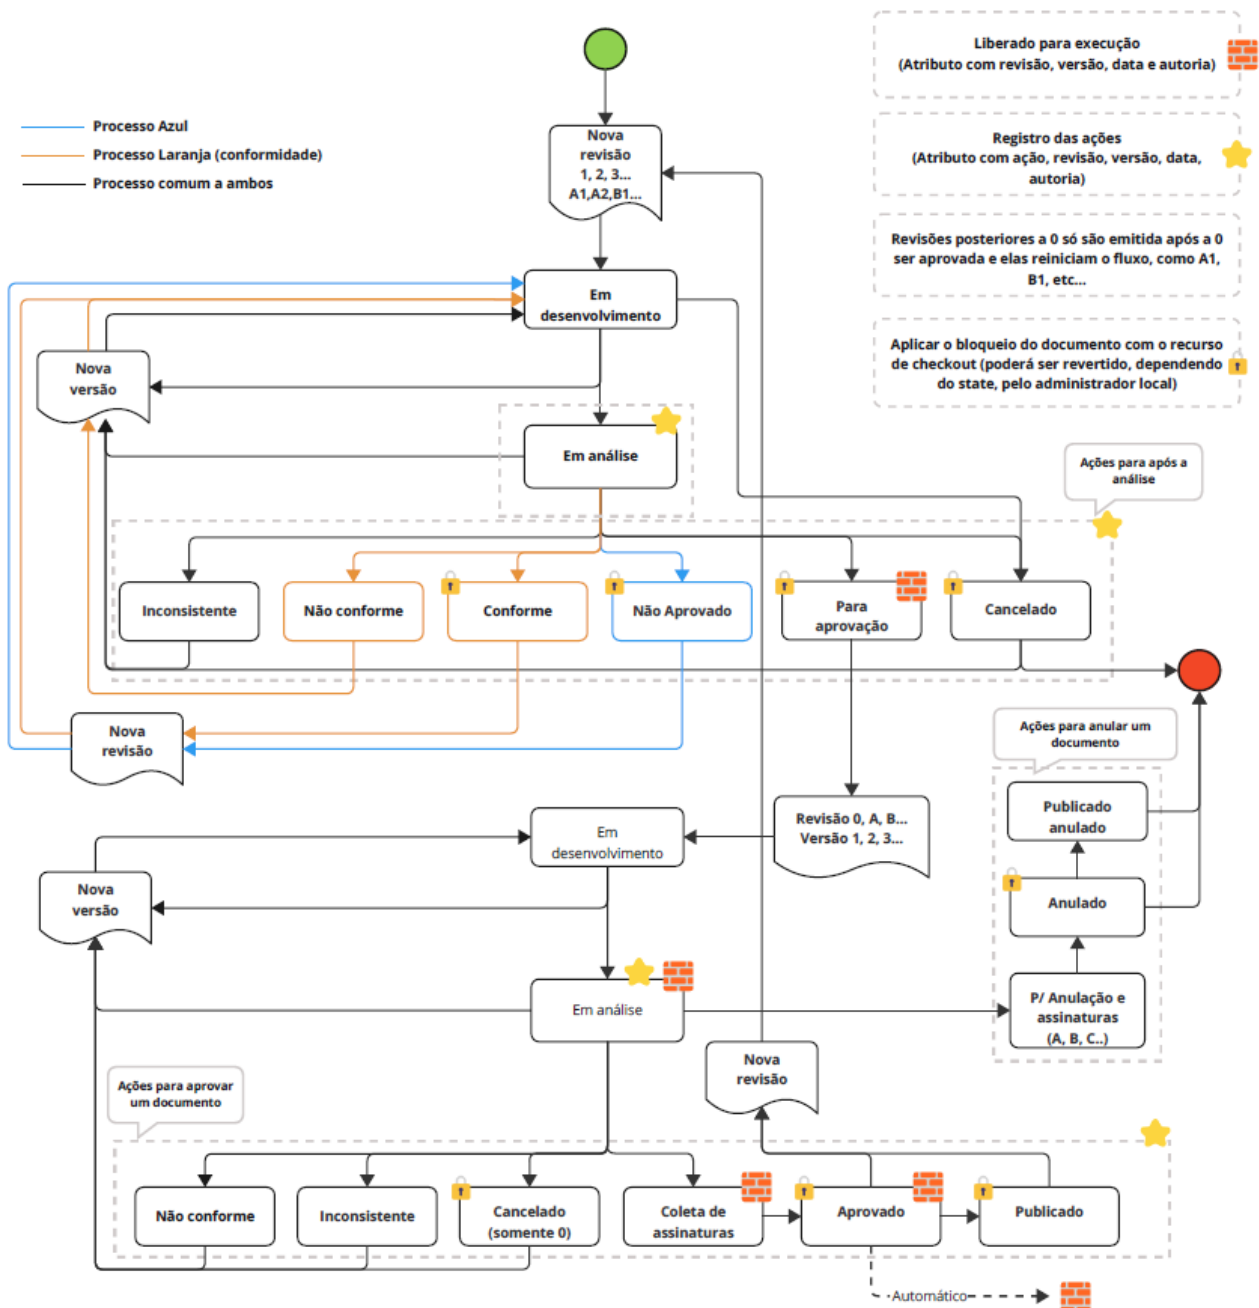 Liberado para execução
(Atributo com revisão, versão, data e autoria)
Processo Azul
Processo Laranja (conformidade)
Processo comum a ambos
Nova
revisão
1, 2, 3...
A1,A2,B1...
Registro das ações
(Atributo com ação, revisão, versão, data,
autoria)
Revisões posteriores a 0 só são emitida após a 0
ser aprovada e elas reiniciam o fluxo, como A1,
B1, etc...
Em
desenvolvimento
Aplicar o bloqueio do documento com o recurso
de checkout (poderá ser revertido, dependendo
do state, pelo administrador local)
Nova
versão
Em análise
Ações para após a
análise
Inconsistente
Não conforme
Conforme
Não Aprovado
Para
aprovação
Cancelado
Nova
revisão
Ações para anular um
documento
Publicado
anulado
Revisão 0, A, B...
Versão 1, 2, 3...
Em
desenvolvimento
Nova
versão
Anulado
Em análise
P/ Anulação e
assinaturas
(A, B, C..)
Nova
revisão
Ações para aprovar
um documento
Não conforme
Inconsistente
Cancelado
(somente 0)
Coleta de
assinaturas
Aprovado
Publicado
Automático